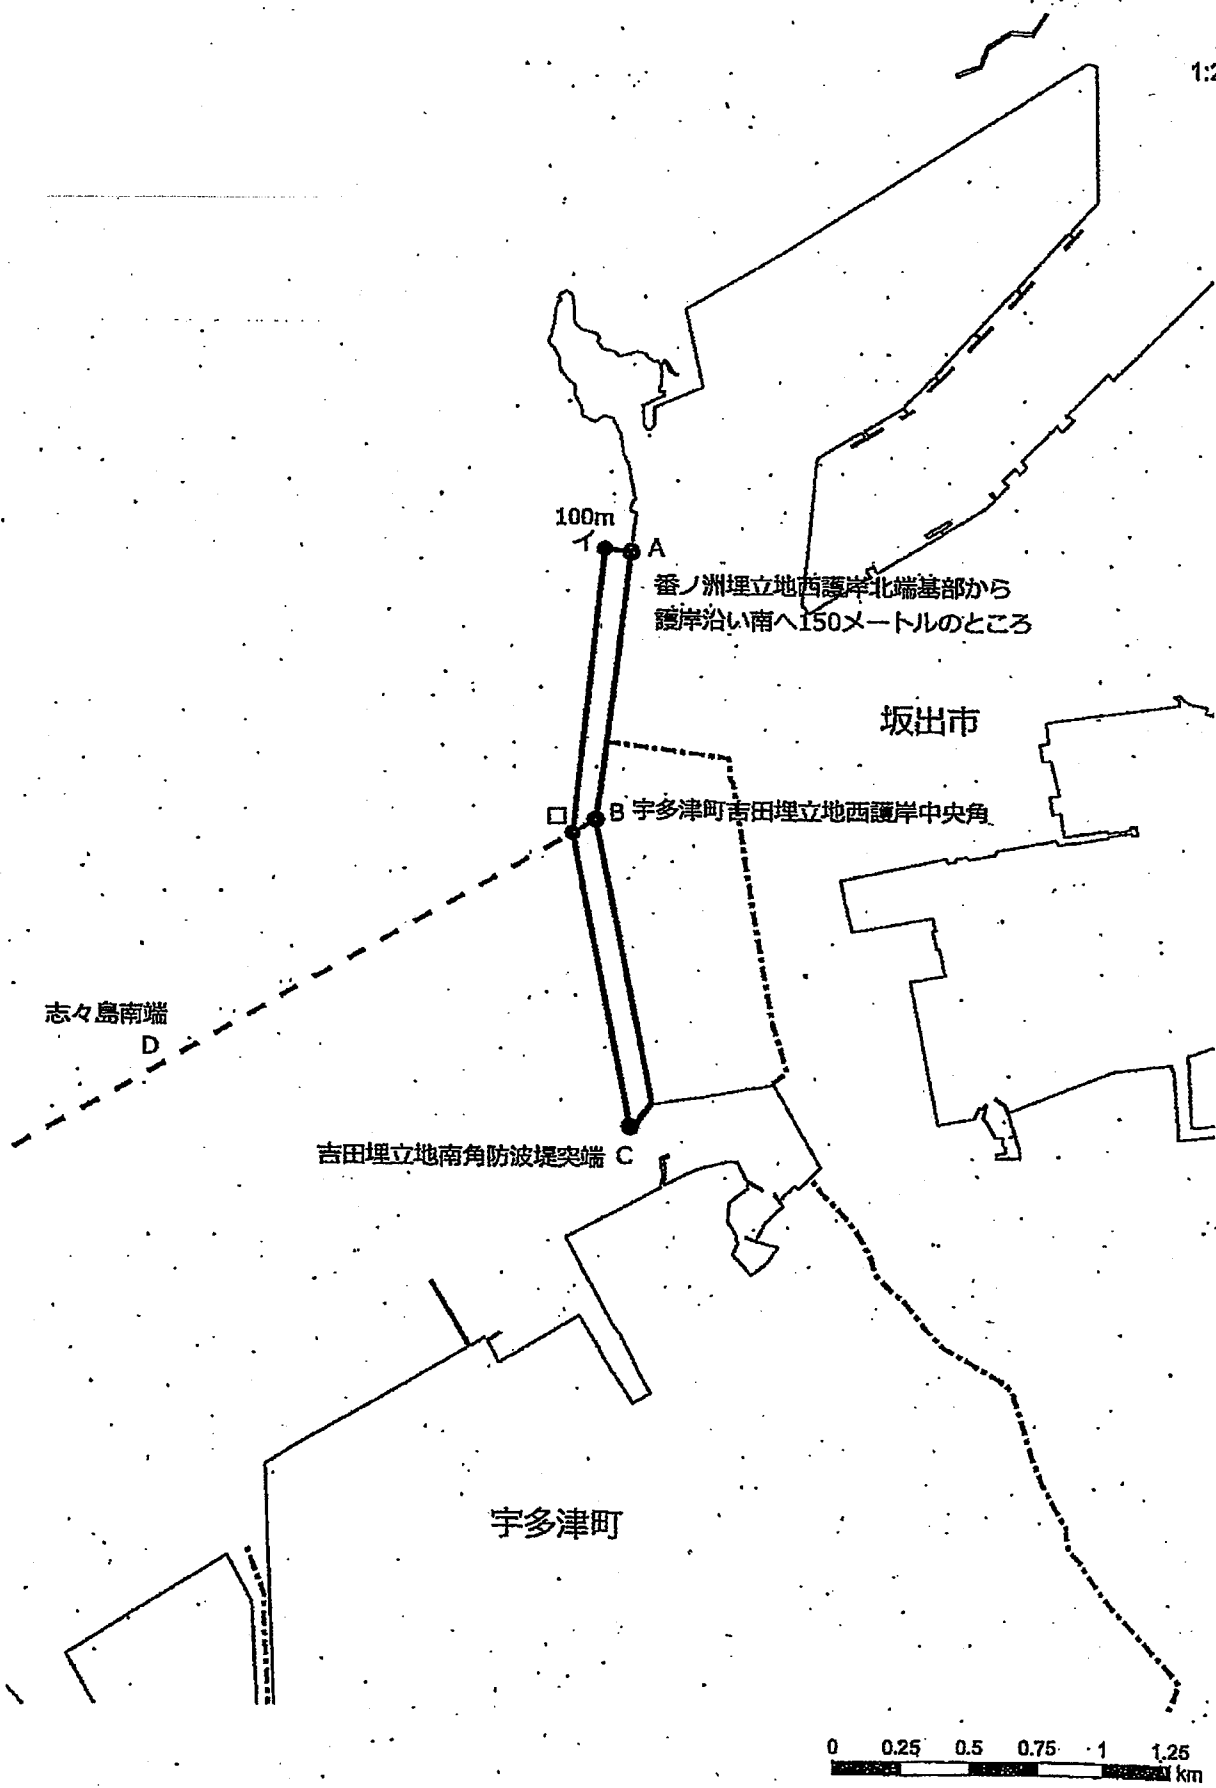 1:2
100m
イ A
番ノ洲埋立地西護岸北端基部から
護岸沿い南へ150メートルのところ
坂出市
ロ B 宇多津町吉田埋立地西護岸中央角
志々島南端
D
吉田埋立地南角防波堤突端 C
宇多津町
0 0.25 0.5 0.75 1 1.25
km